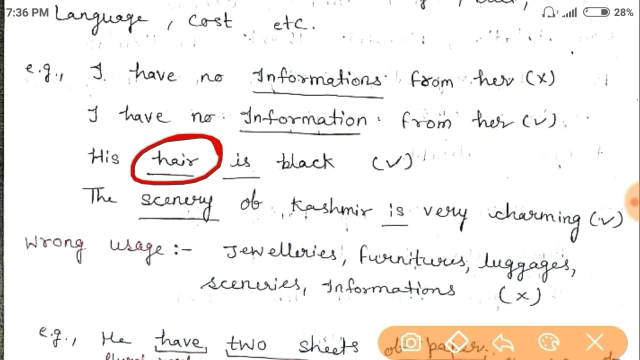 7:36 PM 28%
Language, cost etc.
e.g., I have no Informations from her (x)
I have no Information. from her (✓).
His hair is black (✓)
The scenery of Kashmir is very charming (✓)
Wrong usage :- Jewelleries, furnitures, luggages,
sceneries, Informations (x)
e.g., He have two sheets of paper.